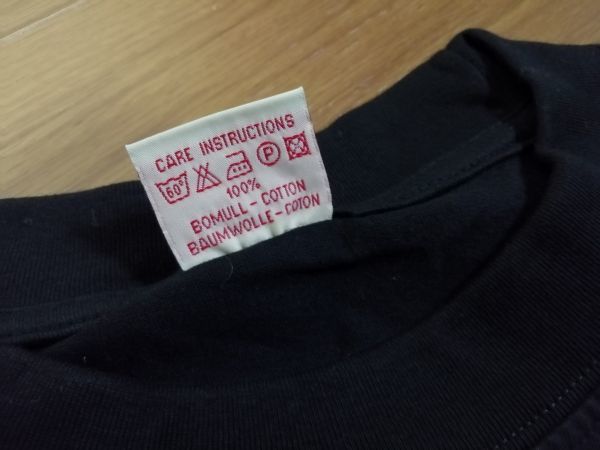 CARE INSTRUCTIONS
60° P
100%
BOMULL - COTTON
BAUMWOLLE - COTON